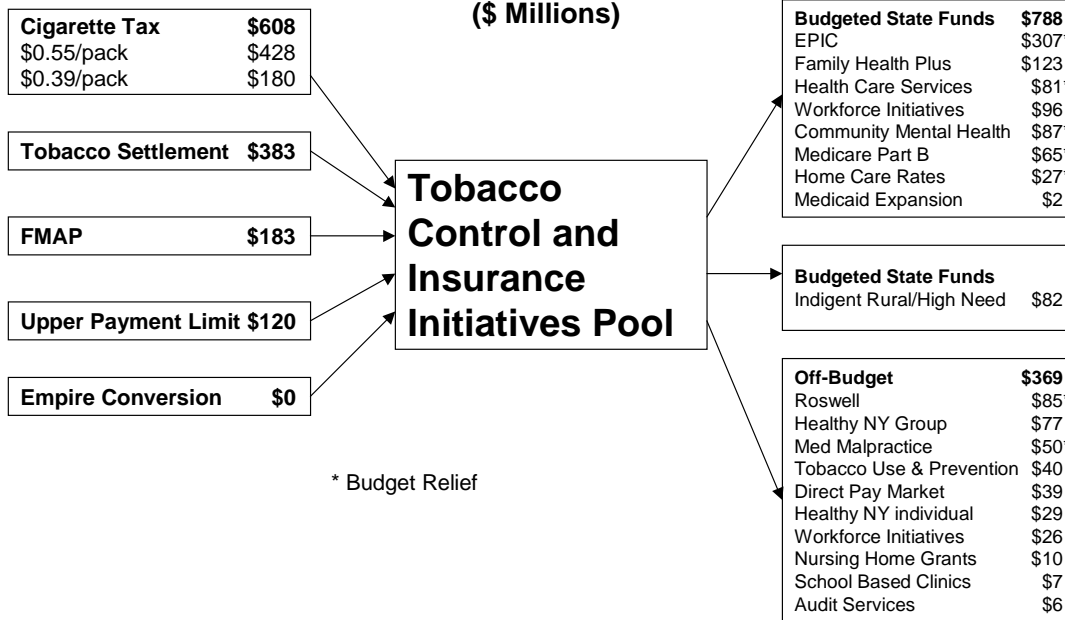 ($ Millions)
Cigarette Tax $608
$0.55/pack $428
$0.39/pack $180
Tobacco Settlement $383
FMAP $183
Upper Payment Limit $120
Empire Conversion $0
Tobacco
Control and
Insurance
Initiatives Pool
* Budget Relief
Budgeted State Funds $788
EPIC $307*
Family Health Plus $123
Health Care Services $81*
Workforce Initiatives $96
Community Mental Health $87*
Medicare Part B $65*
Home Care Rates $27*
Medicaid Expansion $2
Budgeted State Funds
Indigent Rural/High Need $82
Off-Budget $369
Roswell $85*
Healthy NY Group $77
Med Malpractice $50*
Tobacco Use & Prevention $40
Direct Pay Market $39
Healthy NY individual $29
Workforce Initiatives $26
Nursing Home Grants $10
School Based Clinics $7
Audit Services $6